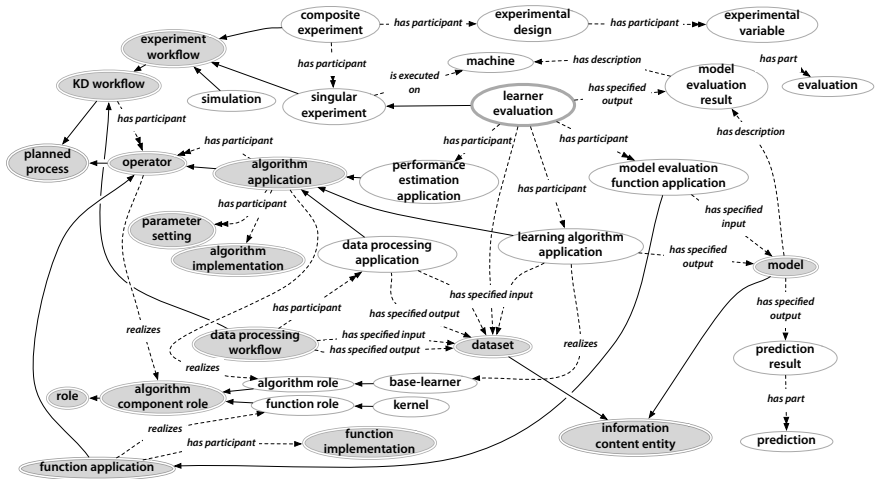 composite
experiment
has participant
experimental
design
has participant
experimental
variable
experiment
workflow
has participant
machine
has description
model
evaluation
result
has part
evaluation
KD workflow
simulation
singular
experiment
is executed
on
learner
evaluation
has specified
output
has participant
has description
planned
process
operator
has participant
algorithm
application
has participant
performance
estimation
application
has participant
model evaluation
function application
has participant
parameter
setting
has participant
algorithm
implementation
data processing
application
learning algorithm
application
has participant
has specified
input
has specified
output
model
has participant
has specified input
has specified output
has specified
output
realizes
data processing
workflow
has specified input
has specified output
dataset
realizes
prediction
result
realizes
role
algorithm
component role
algorithm role
base-learner
function role
kernel
has part
realizes
has participant
function
implementation
information
content entity
prediction
function application